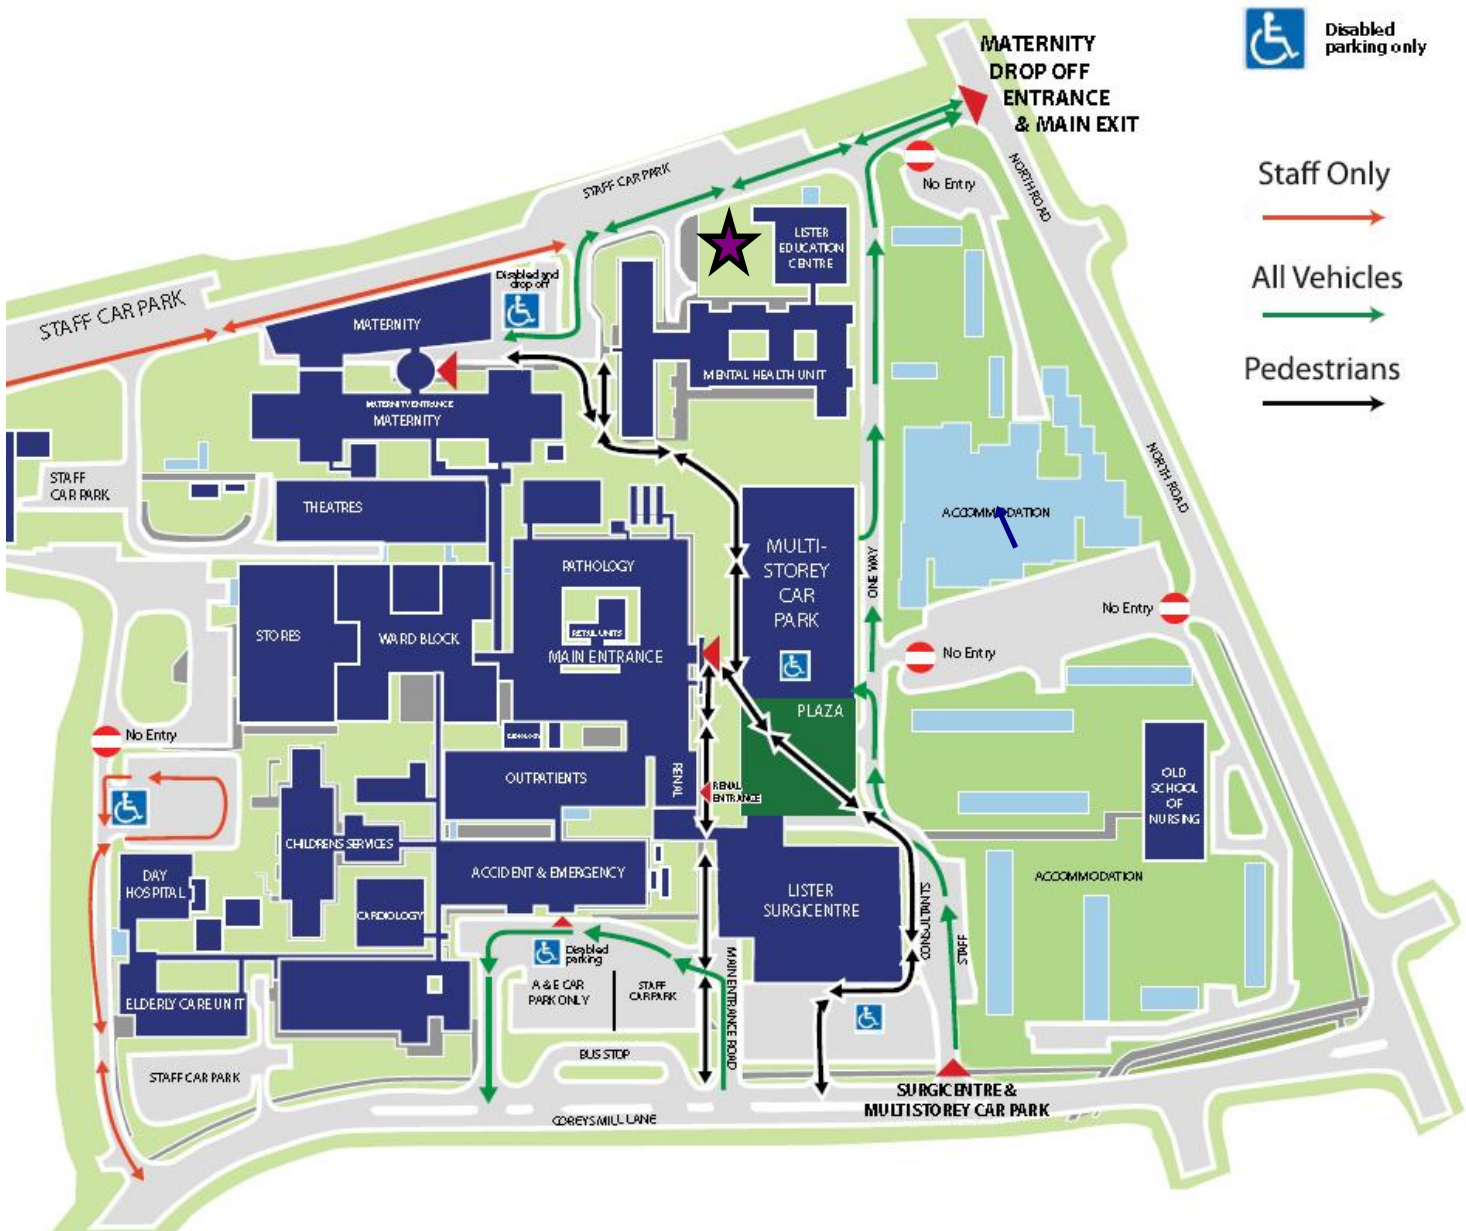 Disabled
parking only
MATERNITY
DROP OFF
ENTRANCE
& MAIN EXIT
Staff Only
All Vehicles
Pedestrians
STAFF CAR PARK
No Entry
NORTH ROAD
LISTER
EDUCATION
CENTRE
Disabled and
drop off
STAFF CAR PARK
MATERNITY
MENTAL HEALTH UNIT
MATERNITY ENTRANCE
MATERNITY
NORTH ROAD
STAFF
CAR PARK
THEATRES
ACCOMMODATION
MULTI-
STOREY
CAR
PARK
PATHOLOGY
ONE WAY
No Entry
RETAIL UNITS
STORES
WARD BLOCK
MAIN ENTRANCE
No Entry
PLAZA
No Entry
OUTPATIENTS
RENAL
RENAL
ENTRANCE
OLD
SCHOOL
OF
NURSING
CHILDRENS SERVICES
DAY
HOSPITAL
ACCIDENT & EMERGENCY
LISTER
SURGICENTRE
ACCOMMODATION
CARDIOLOGY
CONSULTANTS
STAFF
Disabled
parking
A & E CAR
PARK ONLY
STAFF
CAR PARK
MAIN ENTRANCE ROAD
ELDERLY CARE UNIT
BUS STOP
STAFF CAR PARK
SURGICENTRE &
MULTISTOREY CAR PARK
COREYS MILL LANE